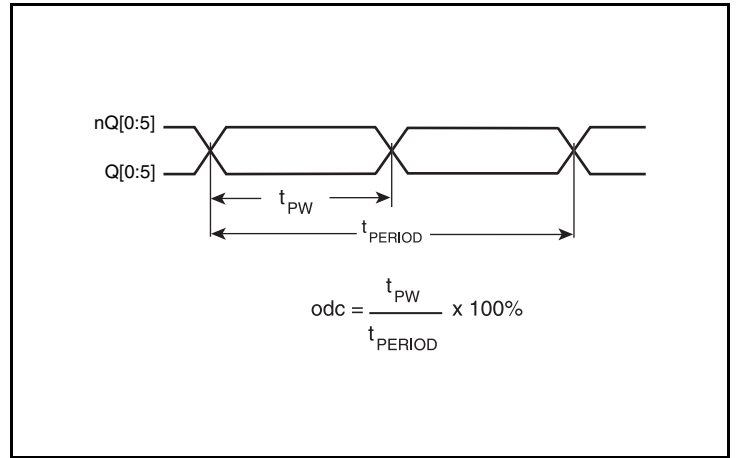 nQ[0:5]
Q[0:5]
tPW
tPERIOD
tPW
odc = x 100%
tPERIOD